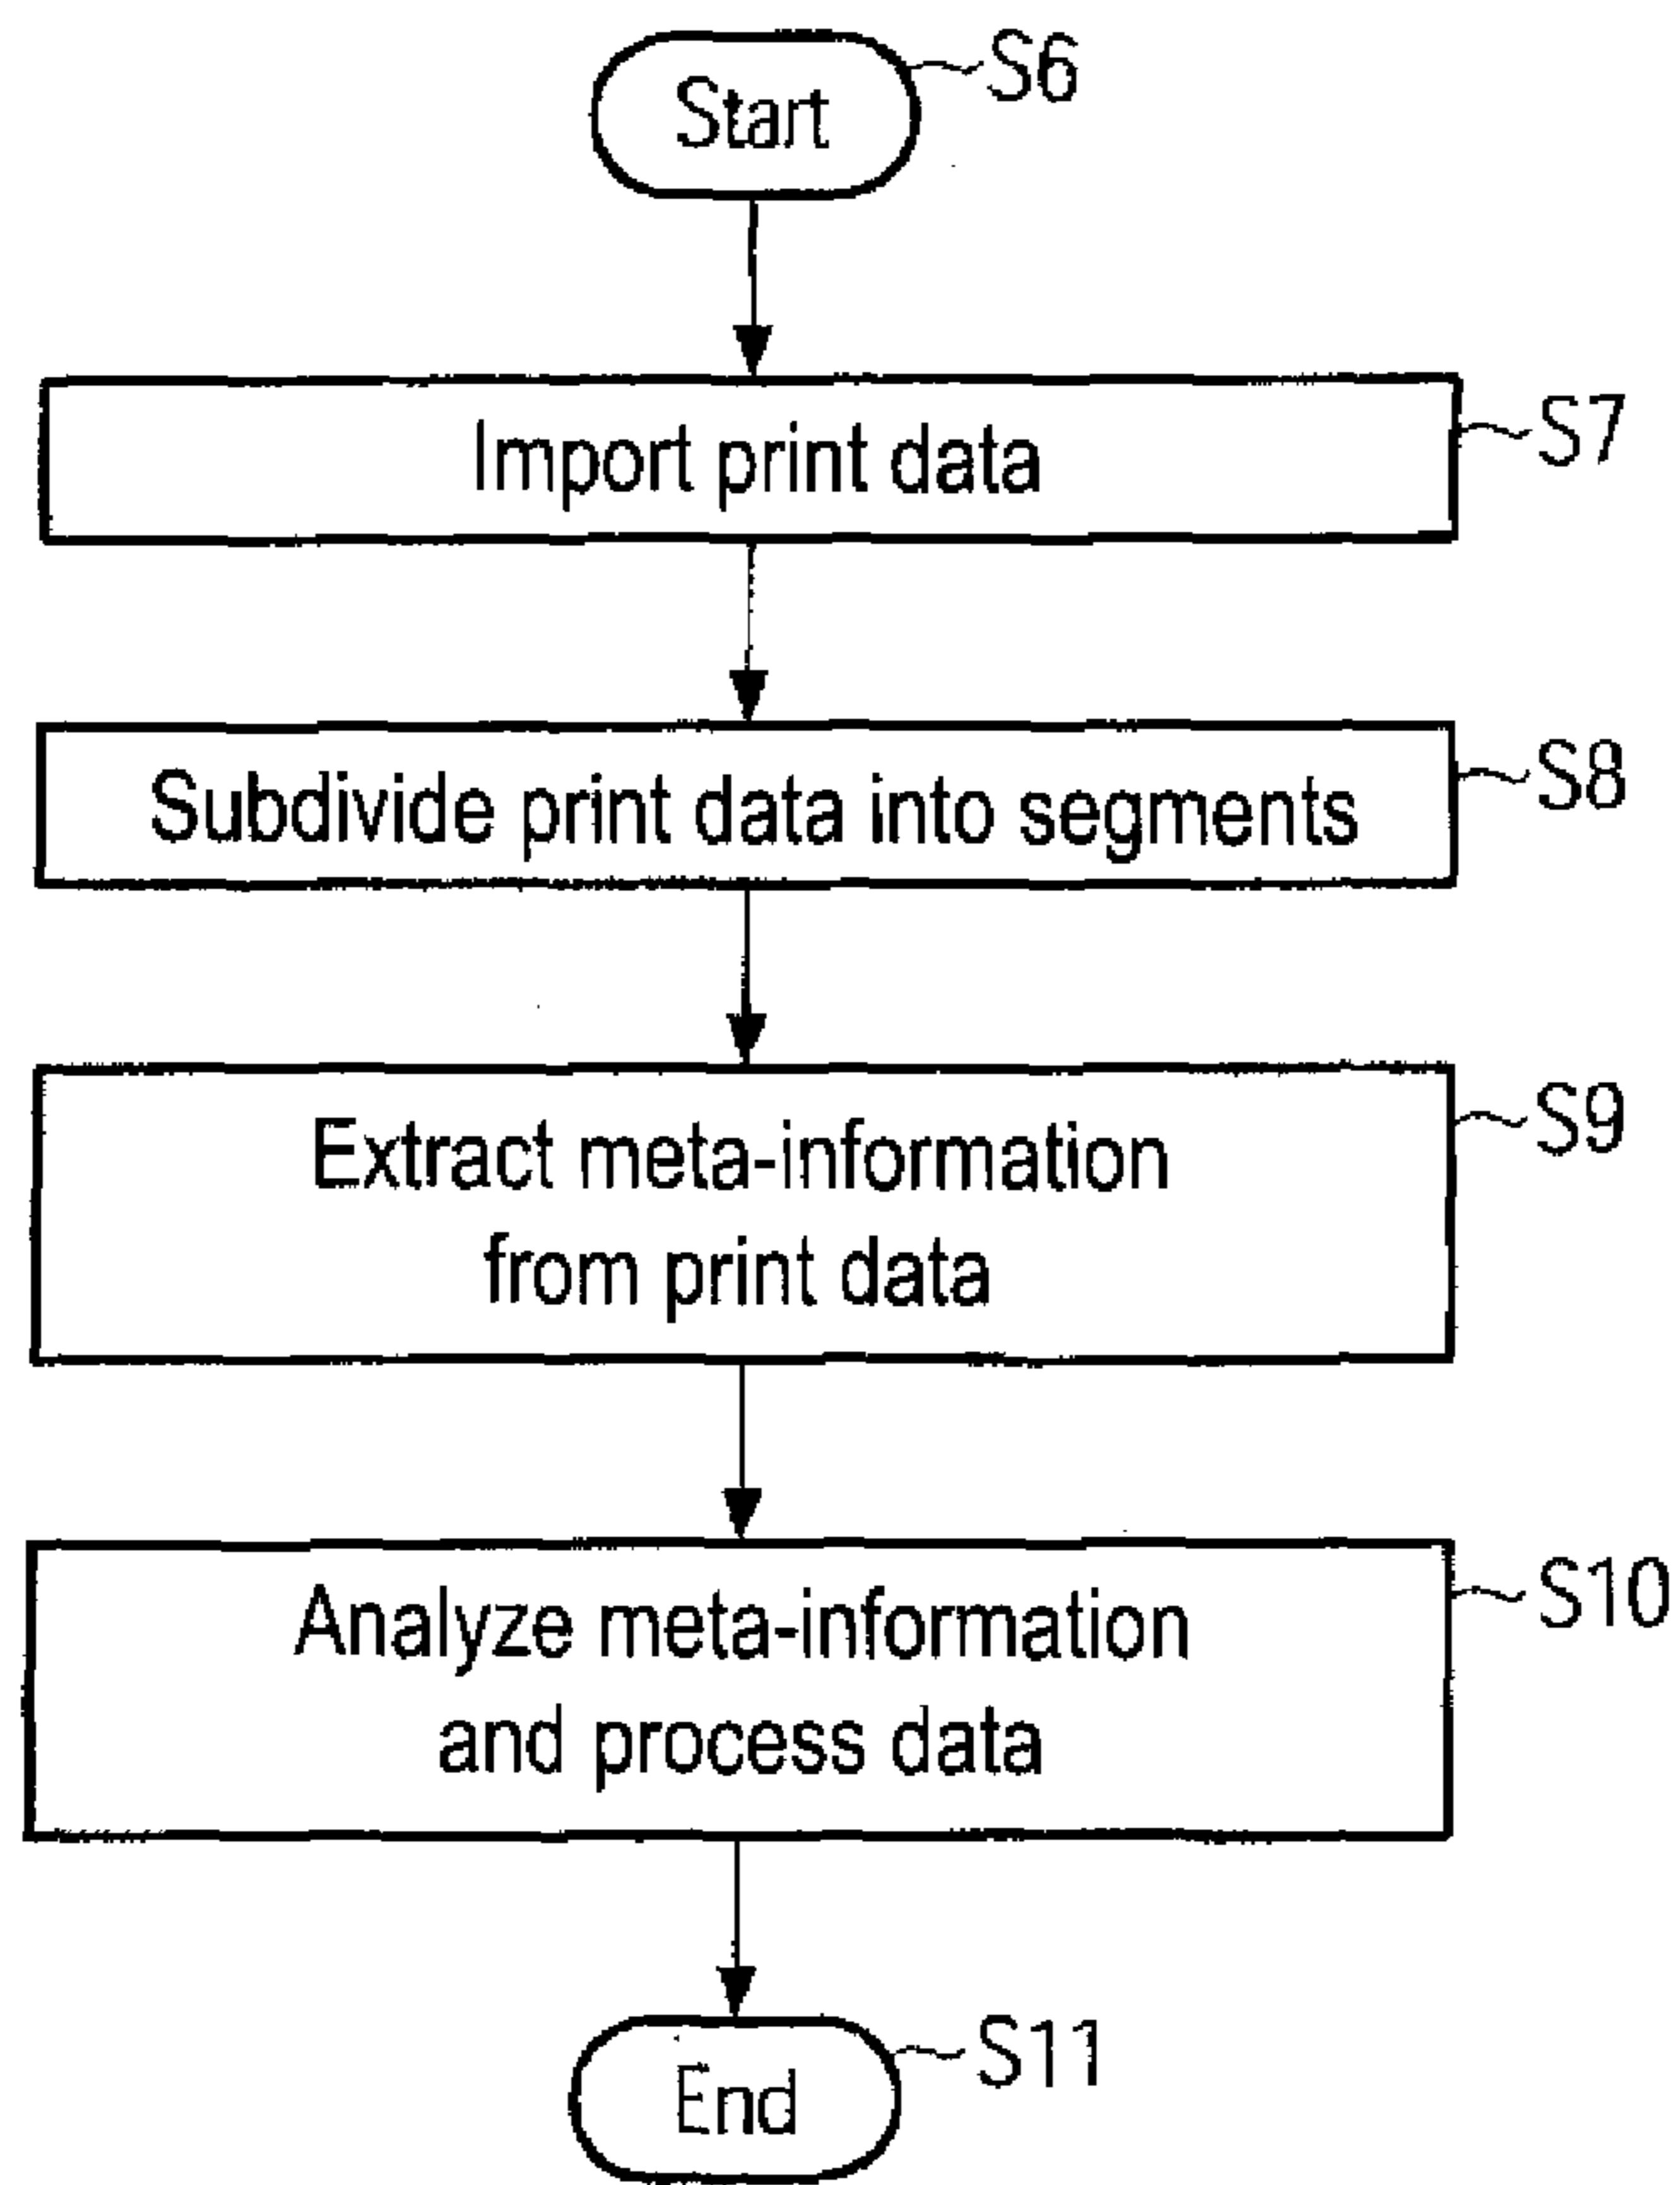 Start
S6
Import print data
S7
Subdivide print data into segments
S8
Extract meta-information
from print data
S9
Analyze meta-information
and process data
S10
End
S11